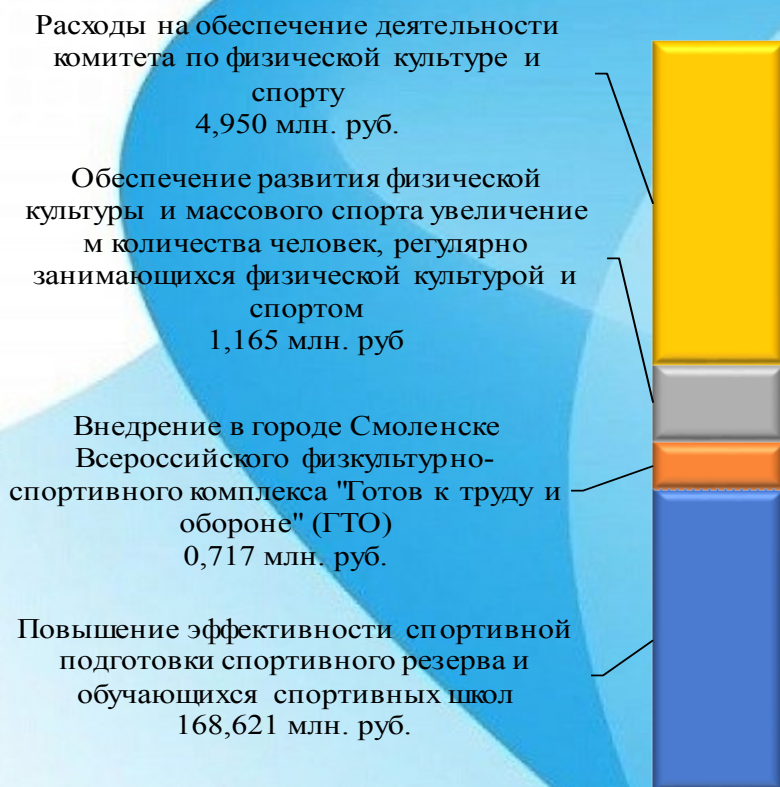 Расходы на обеспечение деятельности
комитета по физической культуре и
спорту
4,950 млн. руб.
Обеспечение развития физической
культуры и массового спорта увеличение
м количества человек, регулярно
занимающихся физической культурой и
спортом
1,165 млн. руб
Внедрение в городе Смоленске
Всероссийского физкультурно-
спортивного комплекса "Готов к труду и
обороне" (ГТО)
0,717 млн. руб.
Повышение эффективности спортивной
подготовки спортивного резерва и
обучающихся спортивных школ
168,621 млн. руб.